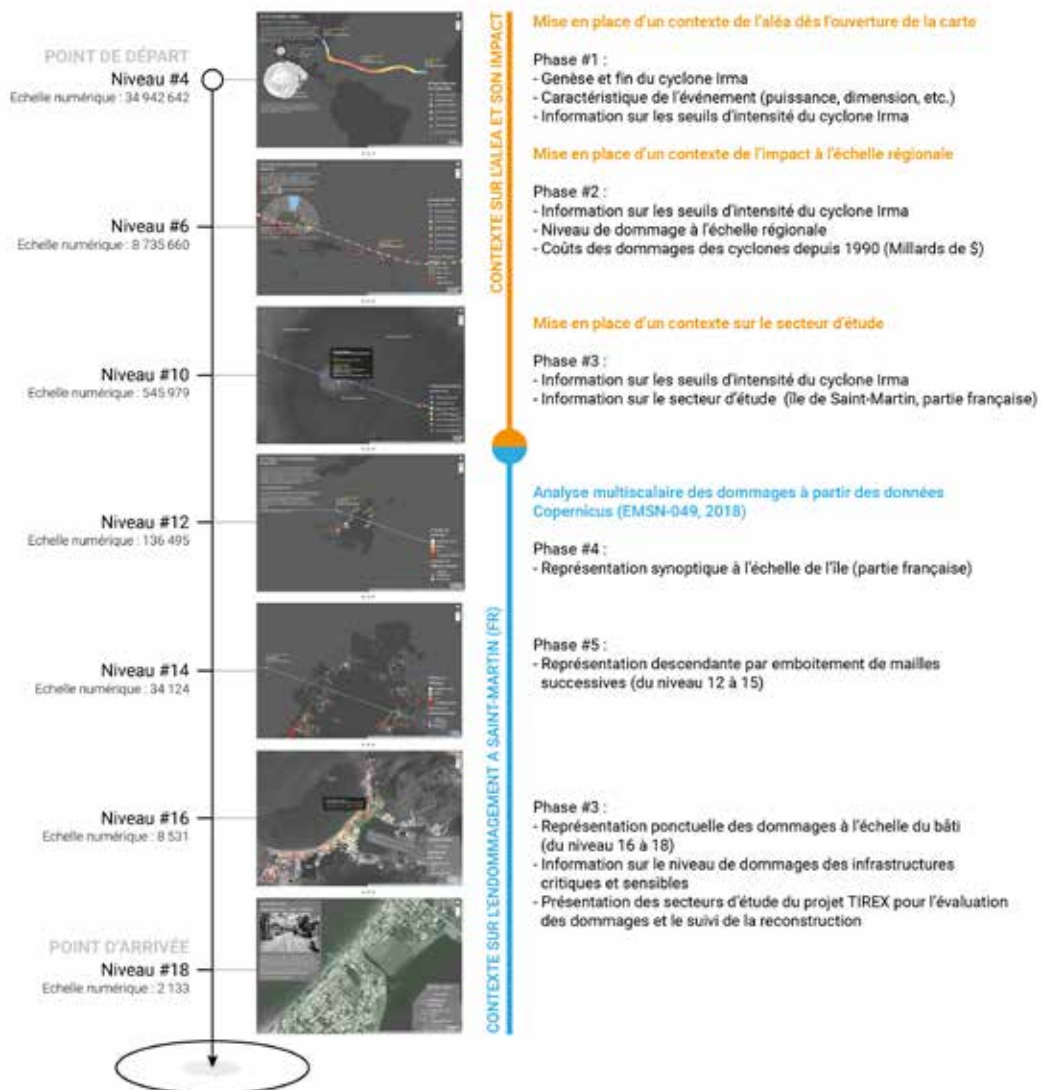 POINT DE DÉPART
Niveau #4
Echelle numérique : 34 942 642
Niveau #6
Echelle numérique : 8 735 660
Niveau #10
Echelle numérique : 545 979
Niveau #12
Echelle numérique : 136 495
Niveau #14
Echelle numérique : 34 124
Niveau #16
Echelle numérique : 8 531
POINT D'ARRIVÉE
Niveau #18
Echelle numérique : 2 133
CONTEXTE SUR L'ALEA ET SON IMPACT
CONTEXTE SUR L'ENDOMMAGEMENT A SAINT-MARTIN (FR)
Mise en place d'un contexte de l'aléa dès l'ouverture de la carte
Phase #1 :
- Genèse et fin du cyclone Irma
- Caractéristique de l'événement (puissance, dimension, etc.)
- Information sur les seuils d'intensité du cyclone Irma
Mise en place d'un contexte de l'impact à l'échelle régionale
Phase #2 :
- Information sur les seuils d'intensité du cyclone Irma
- Niveau de dommage à l'échelle régionale
- Coûts des dommages des cyclones depuis 1990 (Millards de $)
Mise en place d'un contexte sur le secteur d'étude
Phase #3 :
- Information sur les seuils d'intensité du cyclone Irma
- Information sur le secteur d'étude (île de Saint-Martin, partie française)
Analyse multiscalaire des dommages à partir des données
Copernicus (EMSN-049, 2018)
Phase #4 :
- Représentation synoptique à l'échelle de l'île (partie française)
Phase #5 :
- Représentation descendante par emboitement de mailles
successives (du niveau 12 à 15)
Phase #3 :
- Représentation ponctuelle des dommages à l'échelle du bâti
(du niveau 16 à 18)
- Information sur le niveau de dommages des infrastructures
critiques et sensibles
- Présentation des secteurs d'étude du projet TIREX pour l'évaluation
des dommages et le suivi de la reconstruction